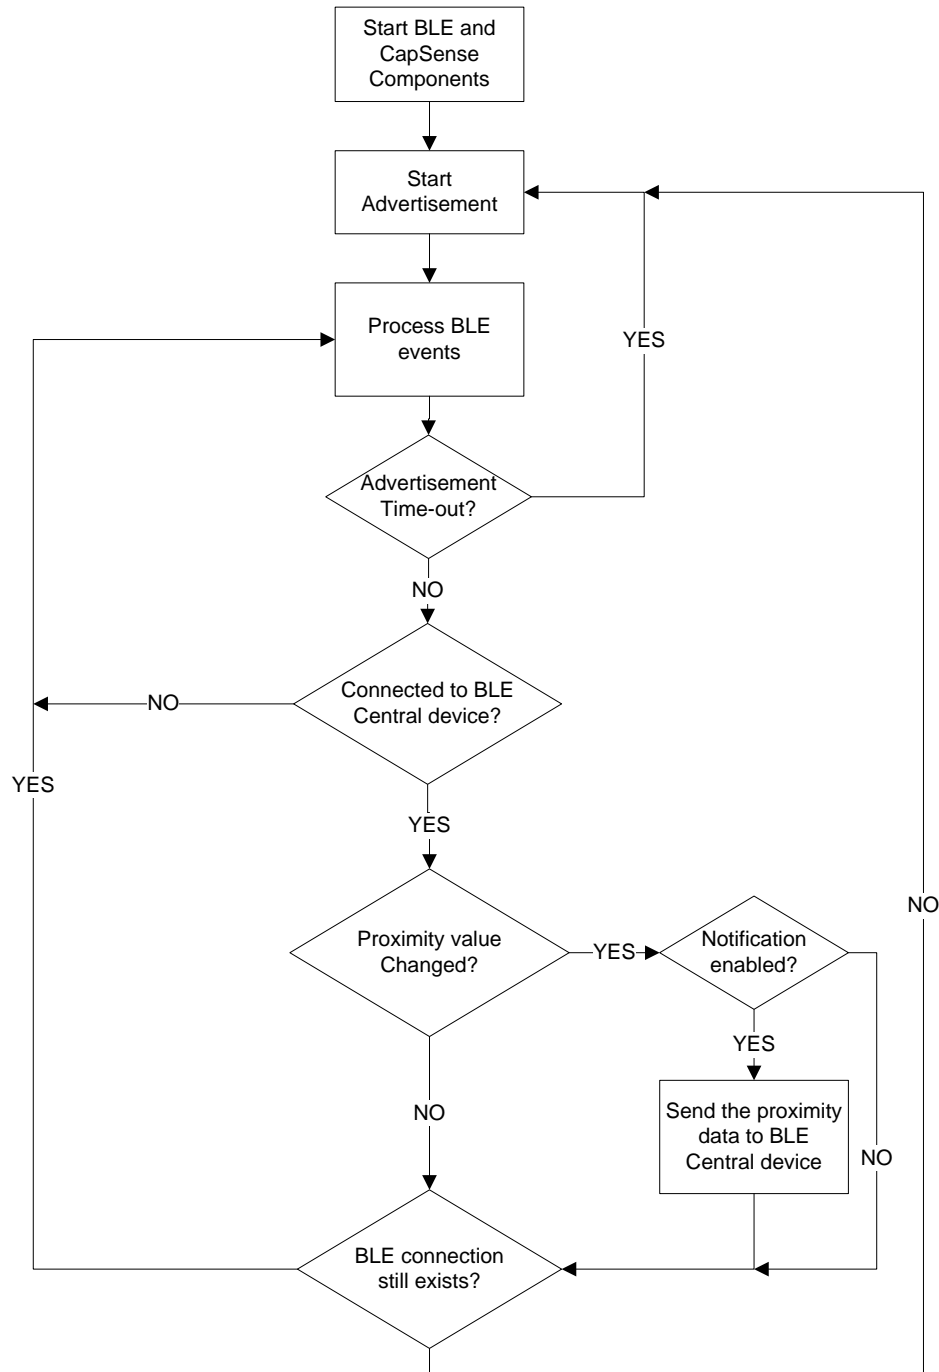 Start BLE and
CapSense
Components
Start
Advertisement
Process BLE
events
YES
Advertisement
Time-out?
NO
Connected to BLE
Central device?
NO
YES
YES
Proximity value
Changed?
YES
Notification
enabled?
NO
YES
NO
Send the proximity
data to BLE
Central device
NO
BLE connection
still exists?